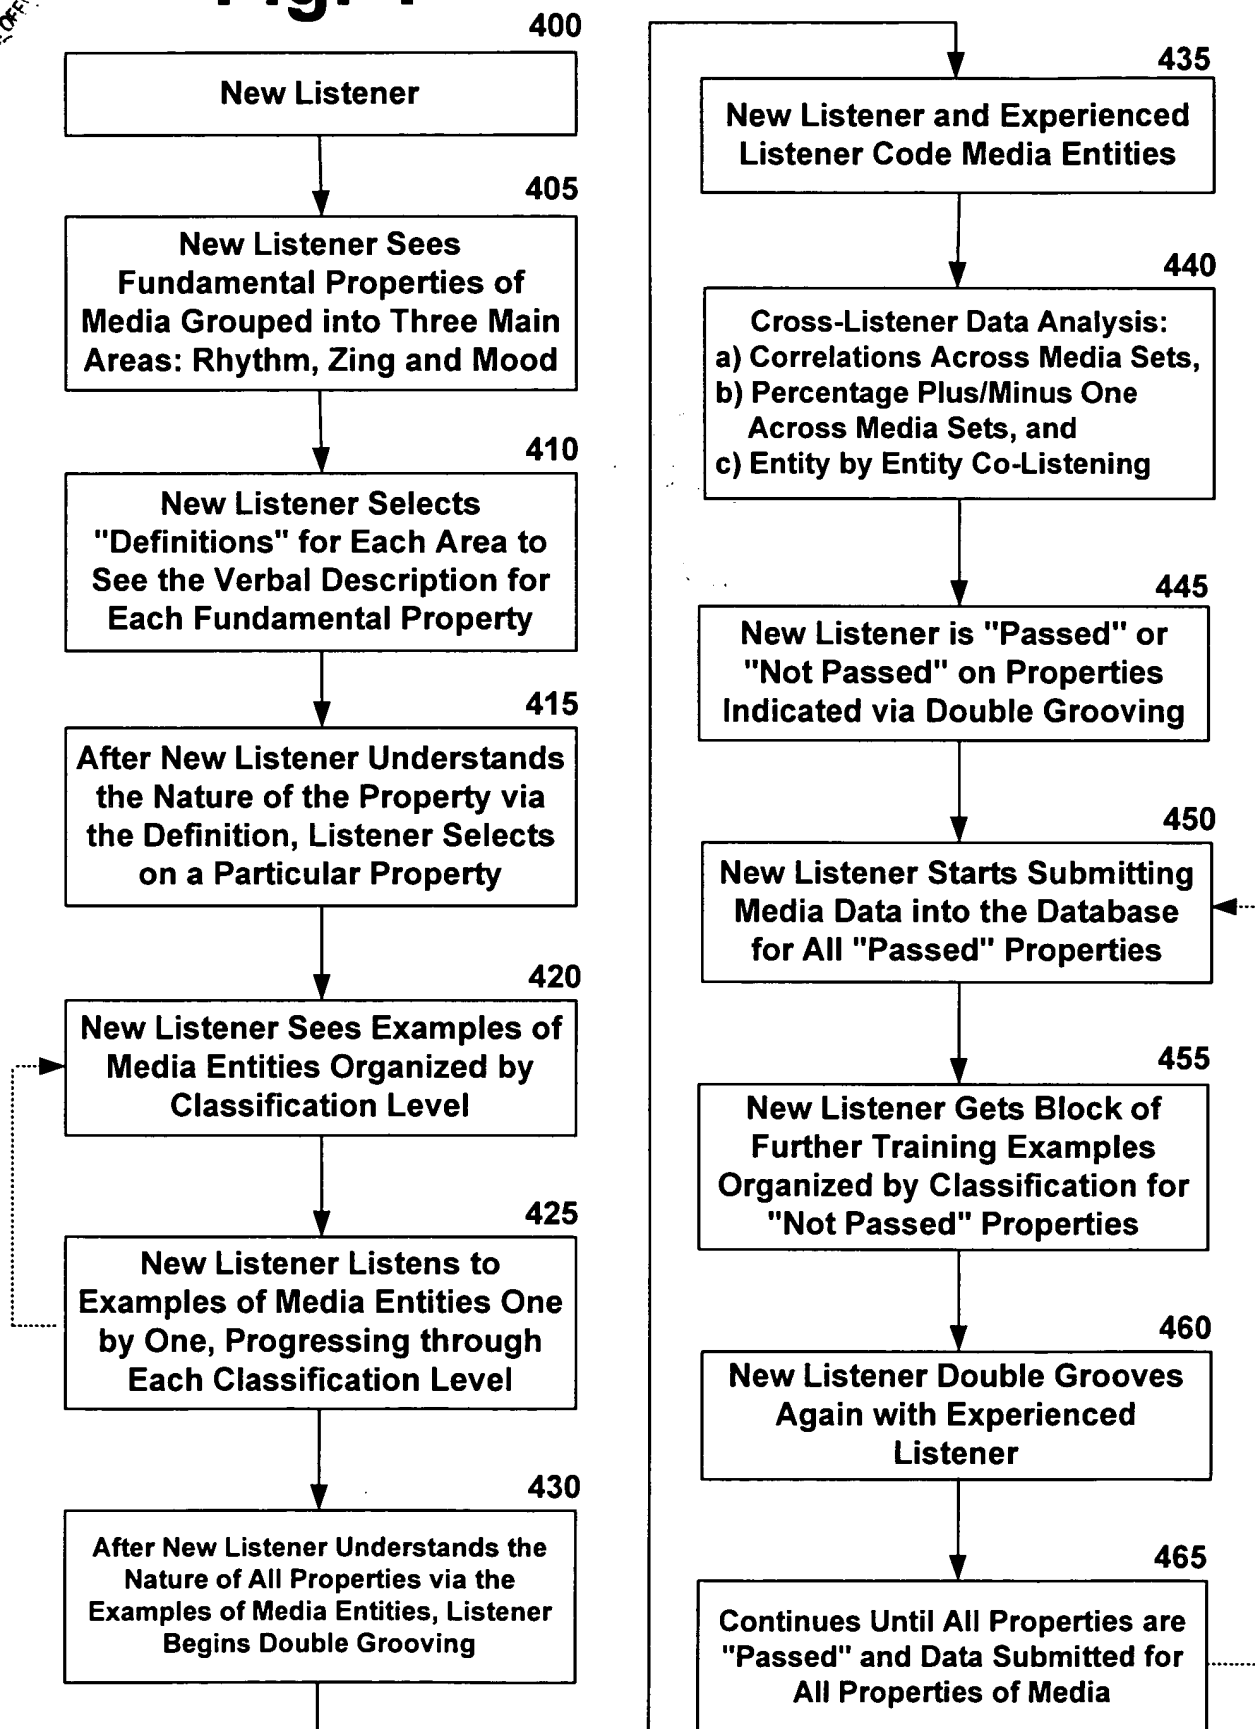 400
New Listener
405
New Listener Sees
Fundamental Properties of
Media Grouped into Three Main
Areas: Rhythm, Zing and Mood
410
New Listener Selects
"Definitions" for Each Area to
See the Verbal Description for
Each Fundamental Property
415
After New Listener Understands
the Nature of the Property via
the Definition, Listener Selects
on a Particular Property
420
New Listener Sees Examples of
Media Entities Organized by
Classification Level
425
New Listener Listens to
Examples of Media Entities One
by One, Progressing through
Each Classification Level
430
After New Listener Understands the
Nature of All Properties via the
Examples of Media Entities, Listener
Begins Double Grooving
435
New Listener and Experienced
Listener Code Media Entities
440
Cross-Listener Data Analysis:
a) Correlations Across Media Sets,
b) Percentage Plus/Minus One
Across Media Sets, and
c) Entity by Entity Co-Listening
445
New Listener is "Passed" or
"Not Passed" on Properties
Indicated via Double Grooving
450
New Listener Starts Submitting
Media Data into the Database
for All "Passed" Properties
455
New Listener Gets Block of
Further Training Examples
Organized by Classification for
"Not Passed" Properties
460
New Listener Double Grooves
Again with Experienced
Listener
465
Continues Until All Properties are
"Passed" and Data Submitted for
All Properties of Media